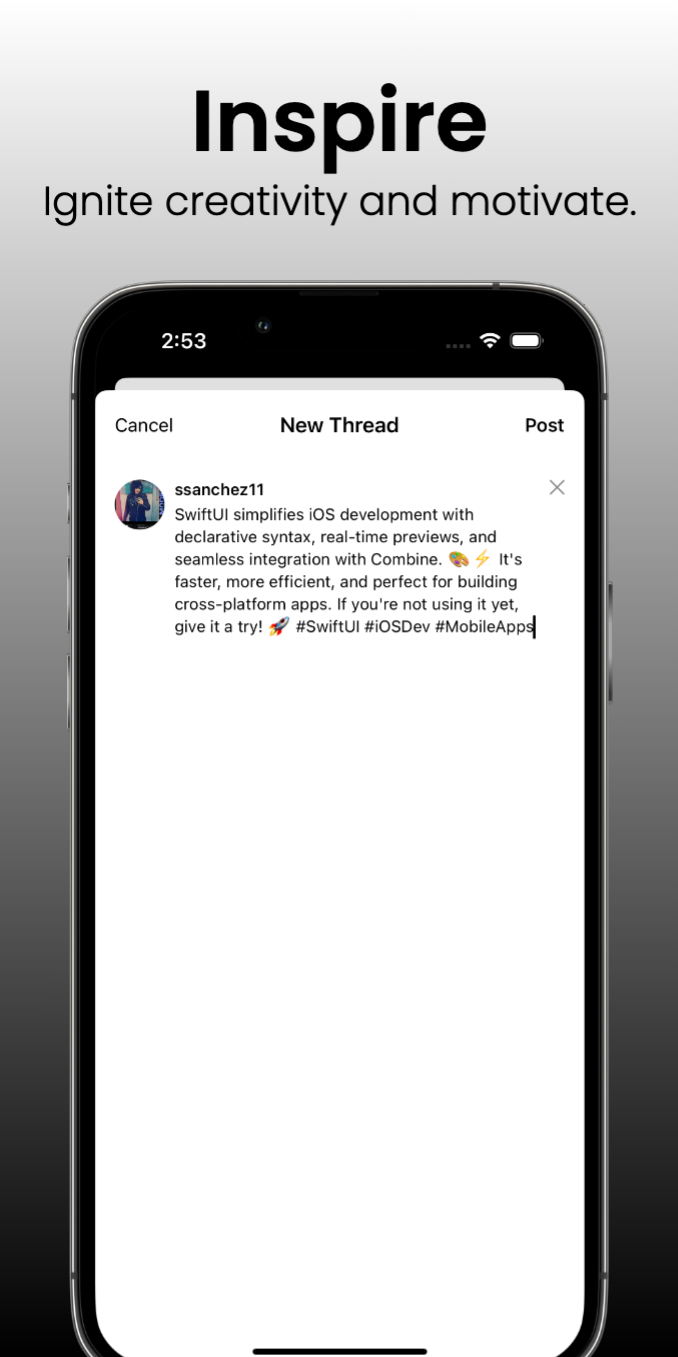 Inspire
Ignite creativity and motivate.
2:53
Cancel New Thread Post
ssanchez11
SwiftUI simplifies iOS development with
declarative syntax, real-time previews, and
seamless integration with Combine. 🎨⚡ It's
faster, more efficient, and perfect for building
cross-platform apps. If you're not using it yet,
give it a try! 🚀 #SwiftUI #iOSDev #MobileApps